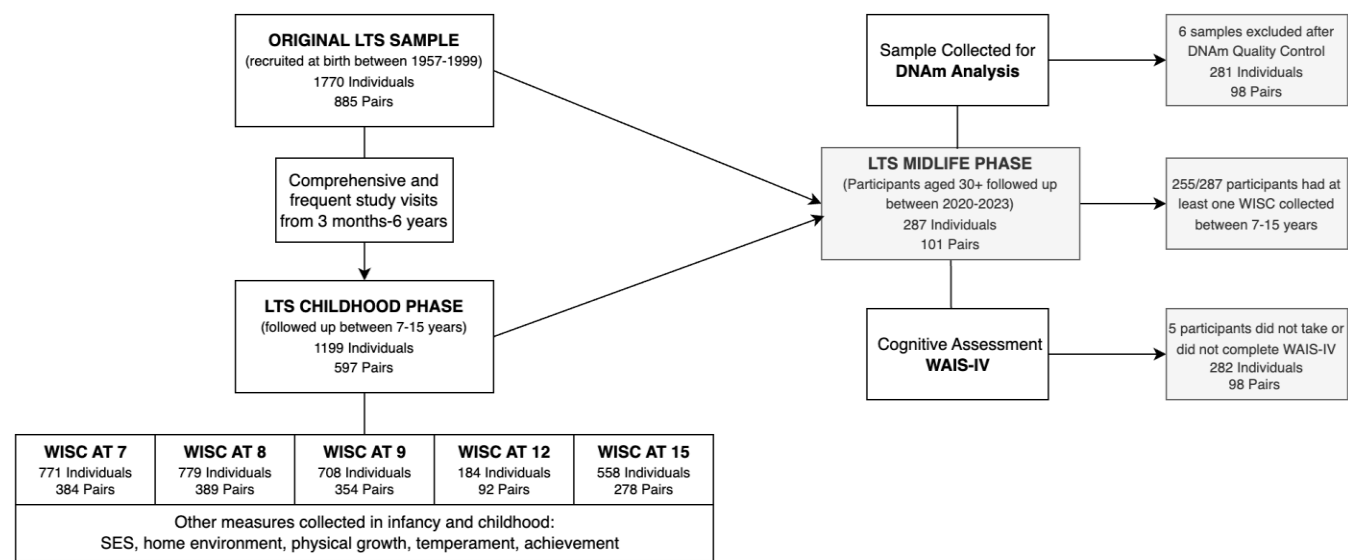 ORIGINAL LTS SAMPLE
(recruited at birth between 1957-1999)
1770 Individuals
885 Pairs
Comprehensive and
frequent study visits
from 3 months-6 years
LTS CHILDHOOD PHASE
(followed up between 7-15 years)
1199 Individuals
597 Pairs
WISC AT 7
771 Individuals
384 Pairs
WISC AT 8
779 Individuals
389 Pairs
WISC AT 9
708 Individuals
354 Pairs
WISC AT 12
184 Individuals
92 Pairs
WISC AT 15
558 Individuals
278 Pairs
Other measures collected in infancy and childhood:
SES, home environment, physical growth, temperament, achievement
Sample Collected for
DNAm Analysis
6 samples excluded after
DNAm Quality Control
281 Individuals
98 Pairs
LTS MIDLIFE PHASE
(Participants aged 30+ followed up
between 2020-2023)
287 Individuals
101 Pairs
255/287 participants had at
least one WISC collected
between 7-15 years
Cognitive Assessment
WAIS-IV
5 participants did not take or
did not complete WAIS-IV
282 Individuals
98 Pairs